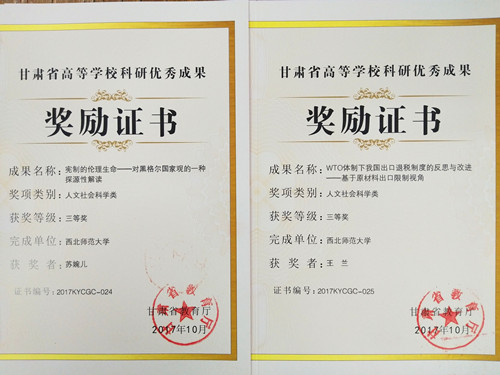 甘肃省高等学校科研优秀成果
奖励证书
成果名称：宪制的伦理生命——对黑格尔国家观的一种
探源性解读
奖项类别：人文社会科学类
获奖等级：三等奖
完成单位：西北师范大学
获奖者：苏婉儿
证书编号：2017KYCGC-024
甘肃省教育厅
2017年10月
甘肃省高等学校科研优秀成果
奖励证书
成果名称：WTO体制下我国出口退税制度的反思与改进
——基于原材料出口限制视角
奖项类别：人文社会科学类
获奖等级：三等奖
完成单位：西北师范大学
获奖者：王兰
证书编号：2017KYCGC-025
甘肃省教育厅
2017年10月